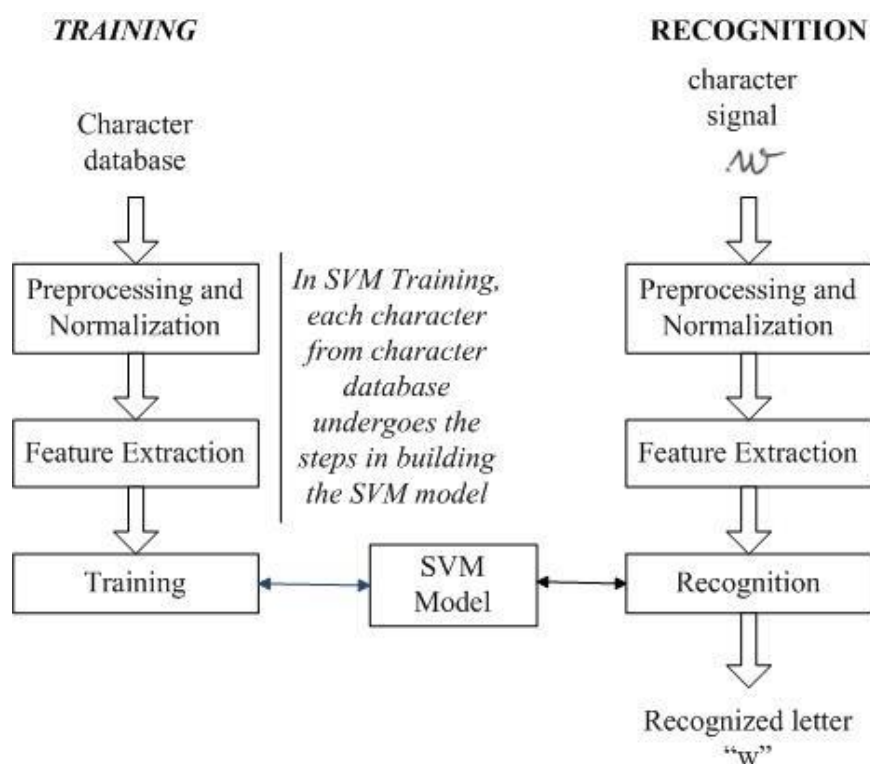 TRAINING
Character
database
Preprocessing and
Normalization
Feature Extraction
Training
In SVM Training,
each character
from character
database
undergoes the
steps in building
the SVM model
SVM
Model
RECOGNITION
character
signal
w
Preprocessing and
Normalization
Feature Extraction
Recognition
Recognized letter
“w”